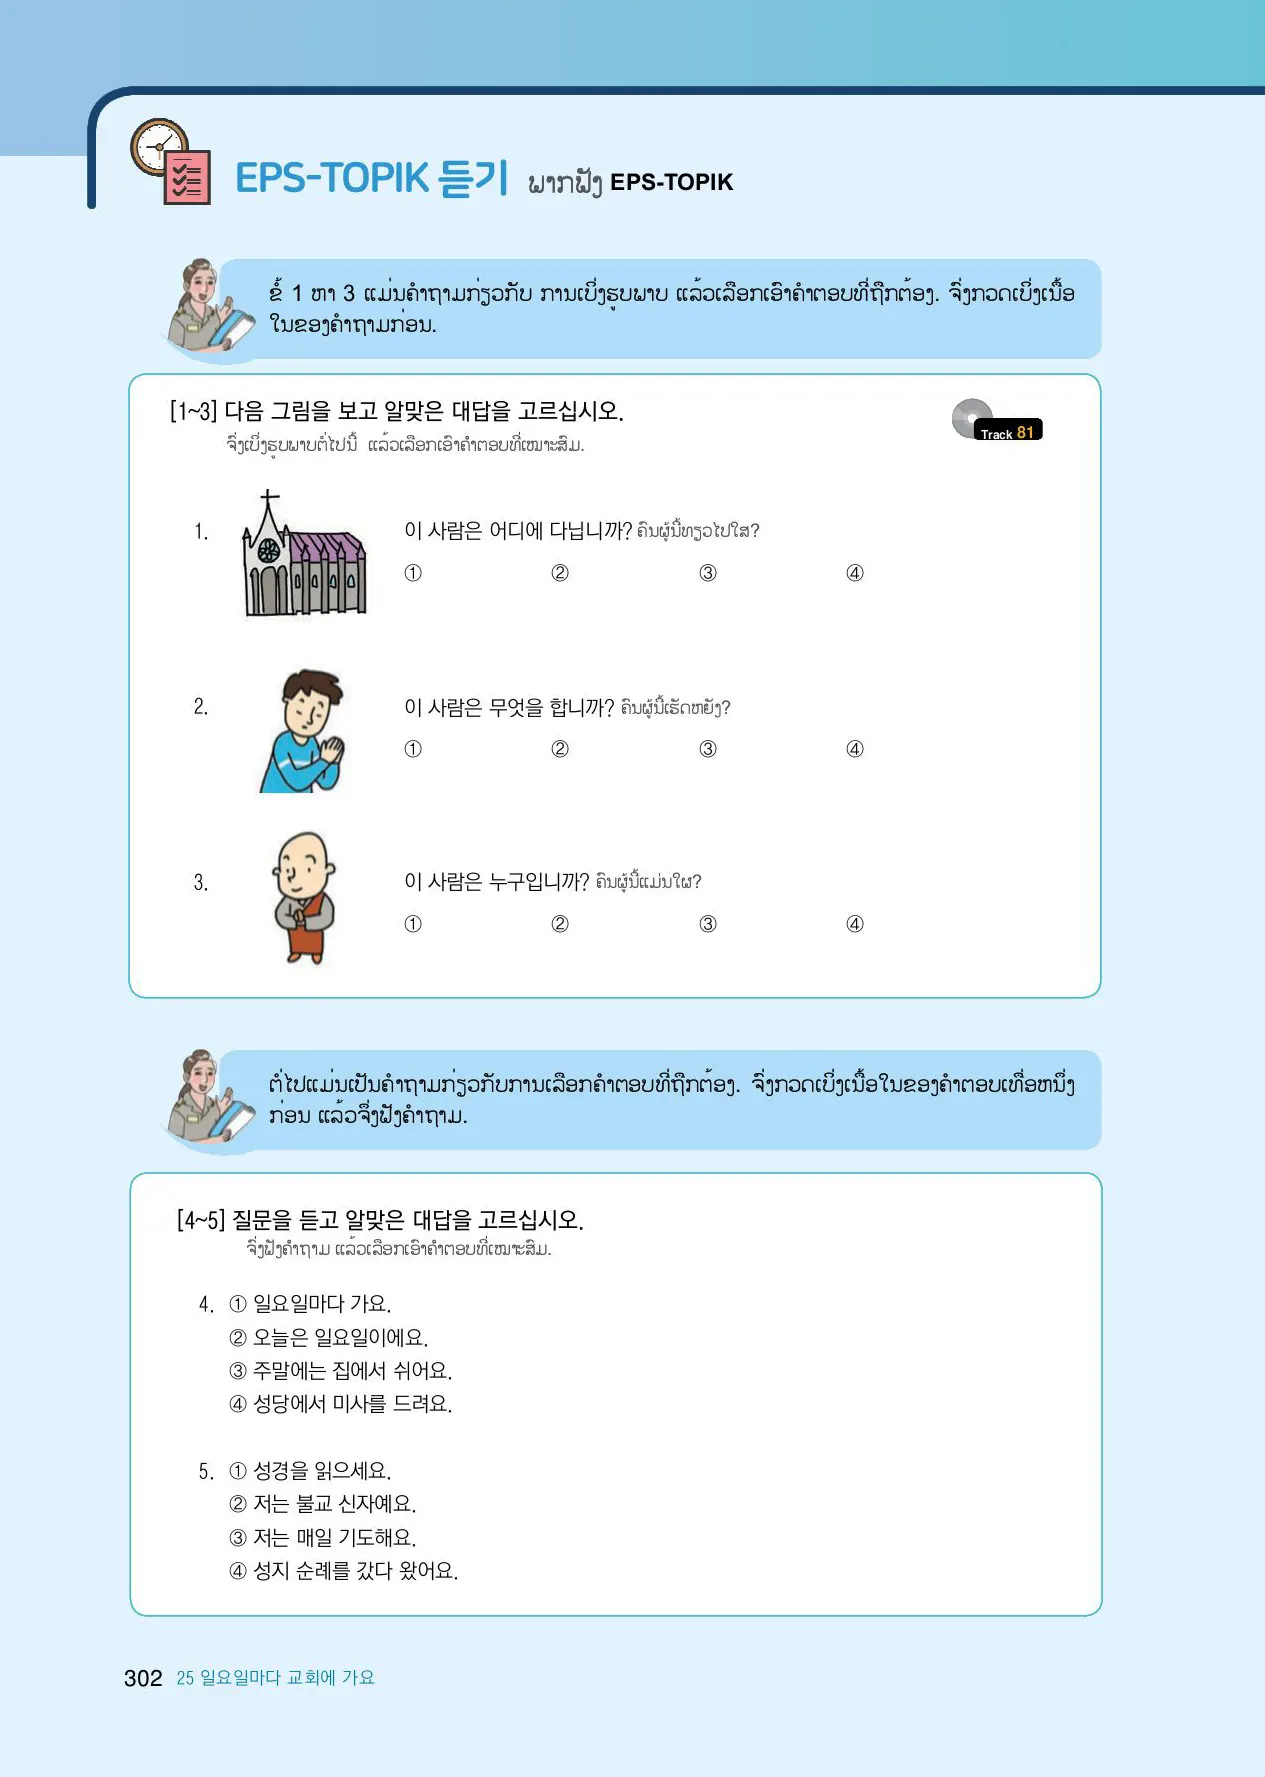 EPS-TOPIK 듣기 ພາກຟັງ EPS-TOPIK
ຂໍ້ 1 ຫາ 3 ແມ່ນຄໍາຖາມກ່ຽວກັບ ການເບິ່ງຮູບພາບ ແລ້ວເລືອກເອົາຄໍາຕອບທີ່ຖືກຕ້ອງ. ຈົ່ງກວດເບິ່ງເນື້ອ
ໃນຂອງຄໍາຖາມກ່ອນ.
[1~3] 다음 그림을 보고 알맞은 대답을 고르십시오.
ຈົ່ງເບິ່ງຮູບພາບຕໍ່ໄປນີ້ ແລ້ວເລືອກເອົາຄໍາຕອບທີ່ເໝາະສົມ.
Track 81
1. 이 사람은 어디에 다닙니까? ຄົນຜູ້ນີ້ທຽວໄປໃສ?
① ② ③ ④
2. 이 사람은 무엇을 합니까? ຄົນຜູ້ນີ້ເຮັດຫຍັງ?
① ② ③ ④
3. 이 사람은 누구입니까? ຄົນຜູ້ນີ້ແມ່ນໃຜ?
① ② ③ ④
ຕໍ່ໄປແມ່ນເປັນຄໍາຖາມກ່ຽວກັບການເລືອກຄໍາຕອບທີ່ຖືກຕ້ອງ. ຈົ່ງກວດເບິ່ງເນື້ອໃນຂອງຄໍາຕອບເທື່ອຫນຶ່ງ
ກ່ອນ ແລ້ວຈຶ່ງຟັງຄໍາຖາມ.
[4~5] 질문을 듣고 알맞은 대답을 고르십시오.
ຈົ່ງຟັງຄໍາຖາມ ແລ້ວເລືອກເອົາຄໍາຕອບທີ່ເໝາະສົມ.
4. ① 일요일마다 가요.
② 오늘은 일요일이에요.
③ 주말에는 집에서 쉬어요.
④ 성당에서 미사를 드려요.
5. ① 성경을 읽으세요.
② 저는 불교 신자예요.
③ 저는 매일 기도해요.
④ 성지 순례를 갔다 왔어요.
302 25 일요일마다 교회에 가요